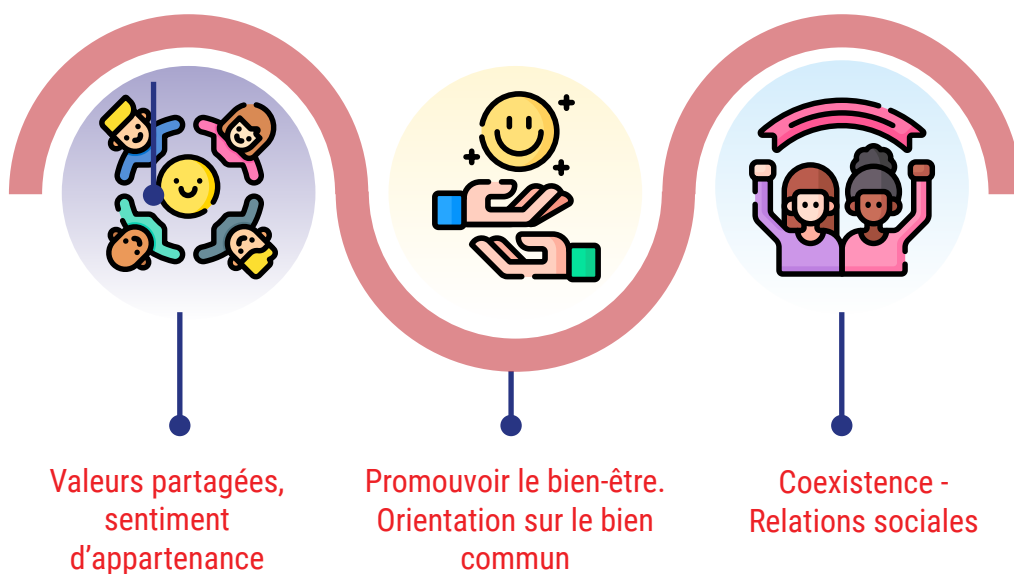 Valeurs partagées,
sentiment
d’appartenance
Promouvoir le bien-être.
Orientation sur le bien
commun
Coexistence -
Relations sociales